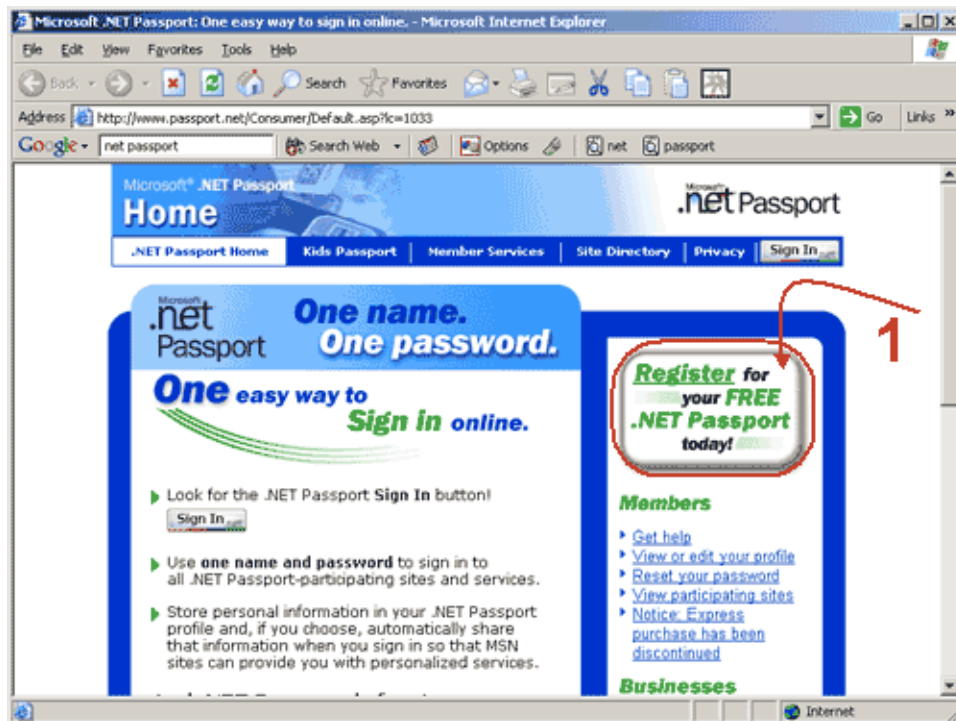 Microsoft .NET Passport: One easy way to sign in online. - Microsoft Internet Explorer
File Edit View Favorites Tools Help
Back Search Favorites
Address http://www.passport.net/Consumer/Default.asp?lc=1033 Go Links »
Google net passport Search Web Options net passport
Microsoft® .NET Passport
Home
Microsoft
.net Passport
.NET Passport Home Kids Passport Member Services Site Directory Privacy Sign In .net
Microsoft
.net
Passport
One name.
One password.
One easy way to
Sign in online.
Look for the .NET Passport Sign In button!
Sign In .net
Use one name and password to sign in to
all .NET Passport-participating sites and services.
Store personal information in your .NET Passport
profile and, if you choose, automatically share
that information when you sign in so that MSN
sites can provide you with personalized services.
1
Register for
your FREE
.NET Passport
today!
Members
Get help
View or edit your profile
Reset your password
View participating sites
Notice: Express
purchase has been
discontinued
Businesses
Internet